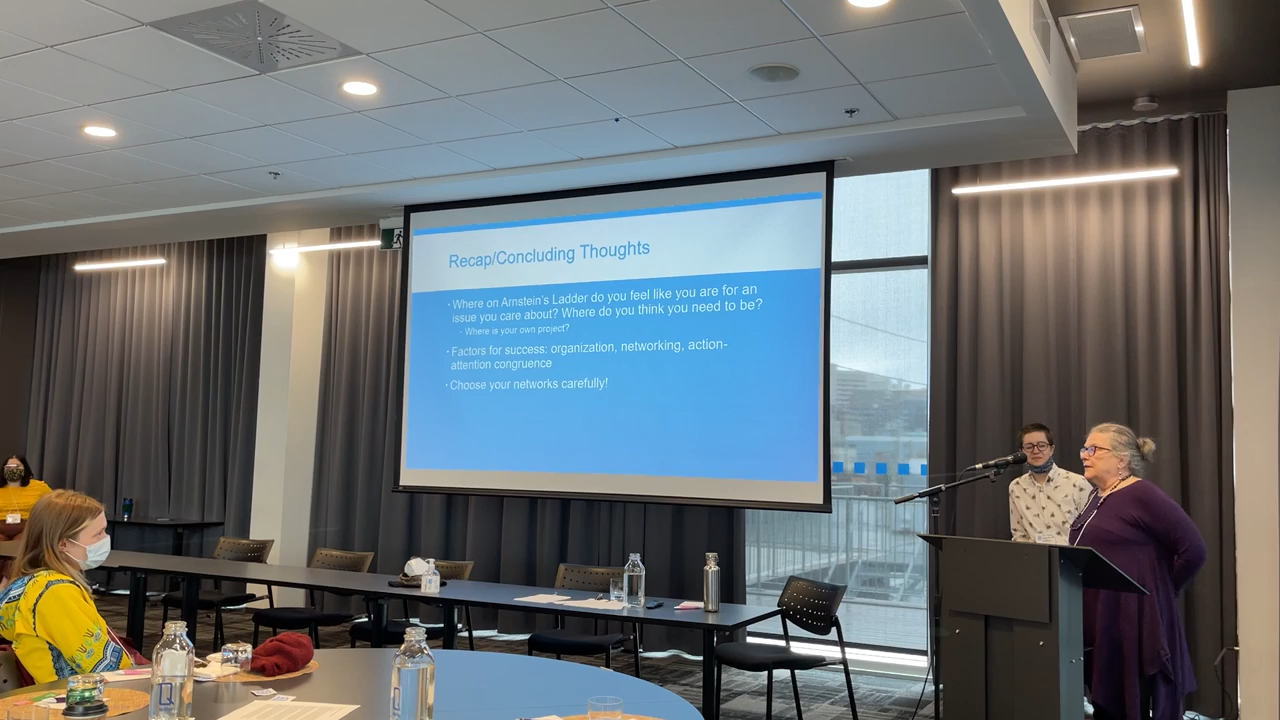 Recap/Concluding Thoughts
· Where on Arnstein's Ladder do you feel like you are for an
issue you care about? Where do you think you need to be?
- Where is your own project?
· Factors for success: organization, networking, action-
attention congruence
· Choose your networks carefully!
Q